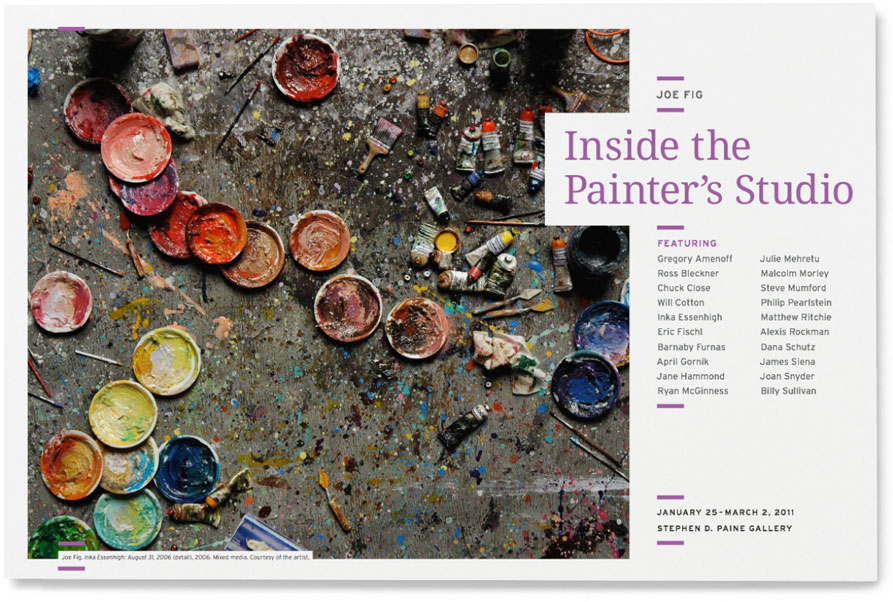 JOE FIG
Inside the
Painter's Studio
FEATURING
Gregory Amenoff
Ross Bleckner
Chuck Close
Will Cotton
Inka Essenhigh
Eric Fischl
Barnaby Furnas
April Gornik
Jane Hammond
Ryan McGinness
Julie Mehretu
Malcolm Morley
Steve Mumford
Philip Pearlstein
Matthew Ritchie
Alexis Rockman
Dana Schutz
James Siena
Joan Snyder
Billy Sullivan
JANUARY 25–MARCH 2, 2011
STEPHEN D. PAINE GALLERY
Joe Fig, Inka Essenhigh: August 31, 2006 (detail), 2006. Mixed media. Courtesy of the artist.